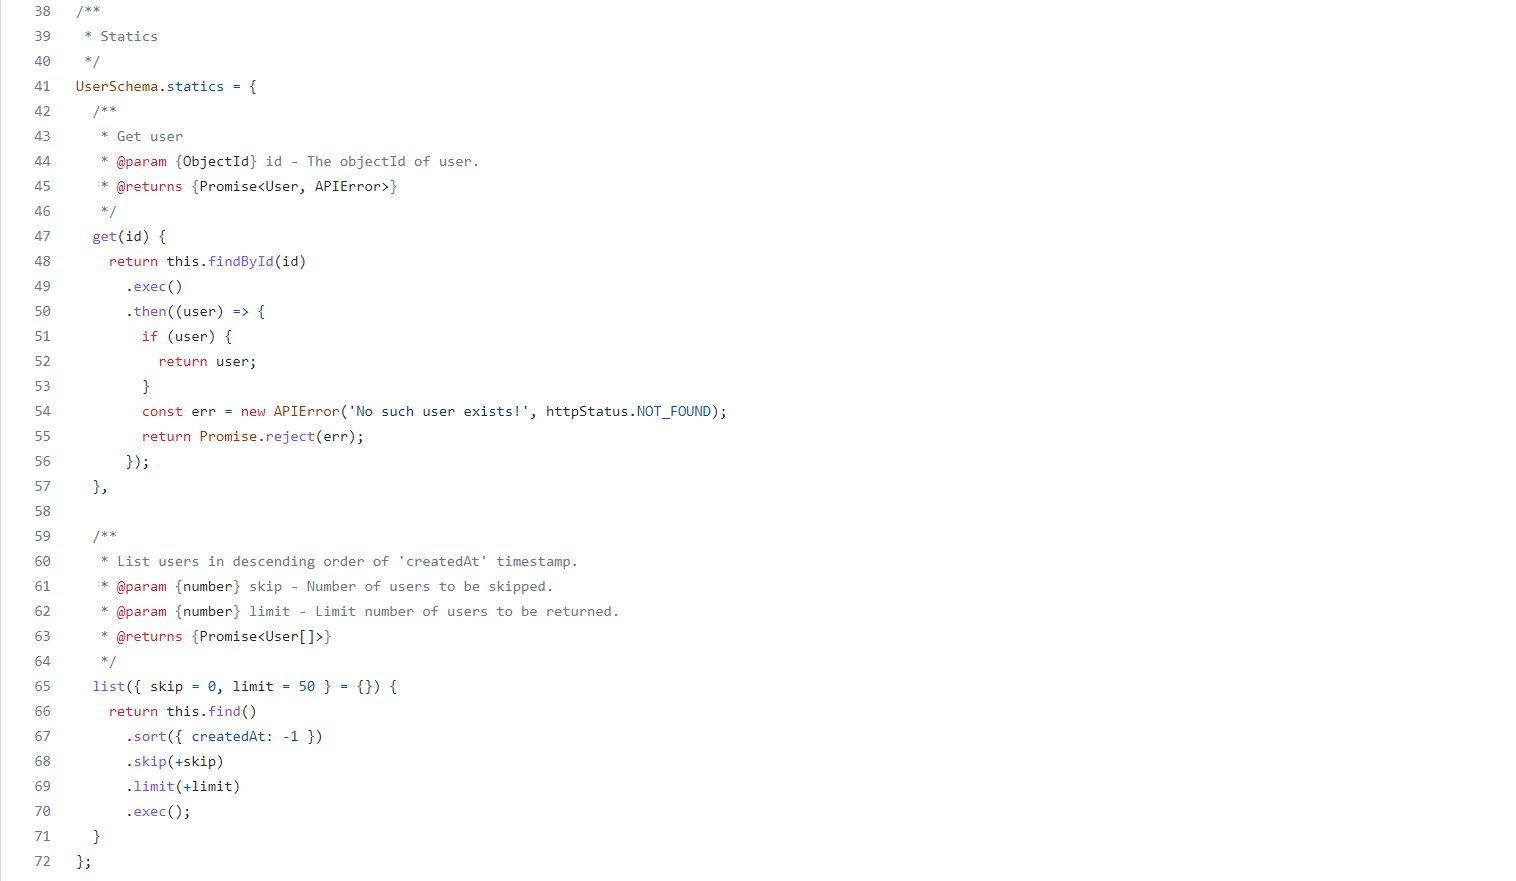 38 /**
39 * Statics
40 */
41 UserSchema.statics = {
42 /**
43 * Get user
44 * @param {ObjectId} id - The objectId of user.
45 * @returns {Promise<User, APIError>}
46 */
47 get(id) {
48 return this.findById(id)
49 .exec()
50 .then((user) => {
51 if (user) {
52 return user;
53 }
54 const err = new APIError('No such user exists!', httpStatus.NOT_FOUND);
55 return Promise.reject(err);
56 });
57 },
58
59 /**
60 * List users in descending order of 'createdAt' timestamp.
61 * @param {number} skip - Number of users to be skipped.
62 * @param {number} limit - Limit number of users to be returned.
63 * @returns {Promise<User[]>}
64 */
65 list({ skip = 0, limit = 50 } = {}) {
66 return this.find()
67 .sort({ createdAt: -1 })
68 .skip(+skip)
69 .limit(+limit)
70 .exec();
71 }
72 };